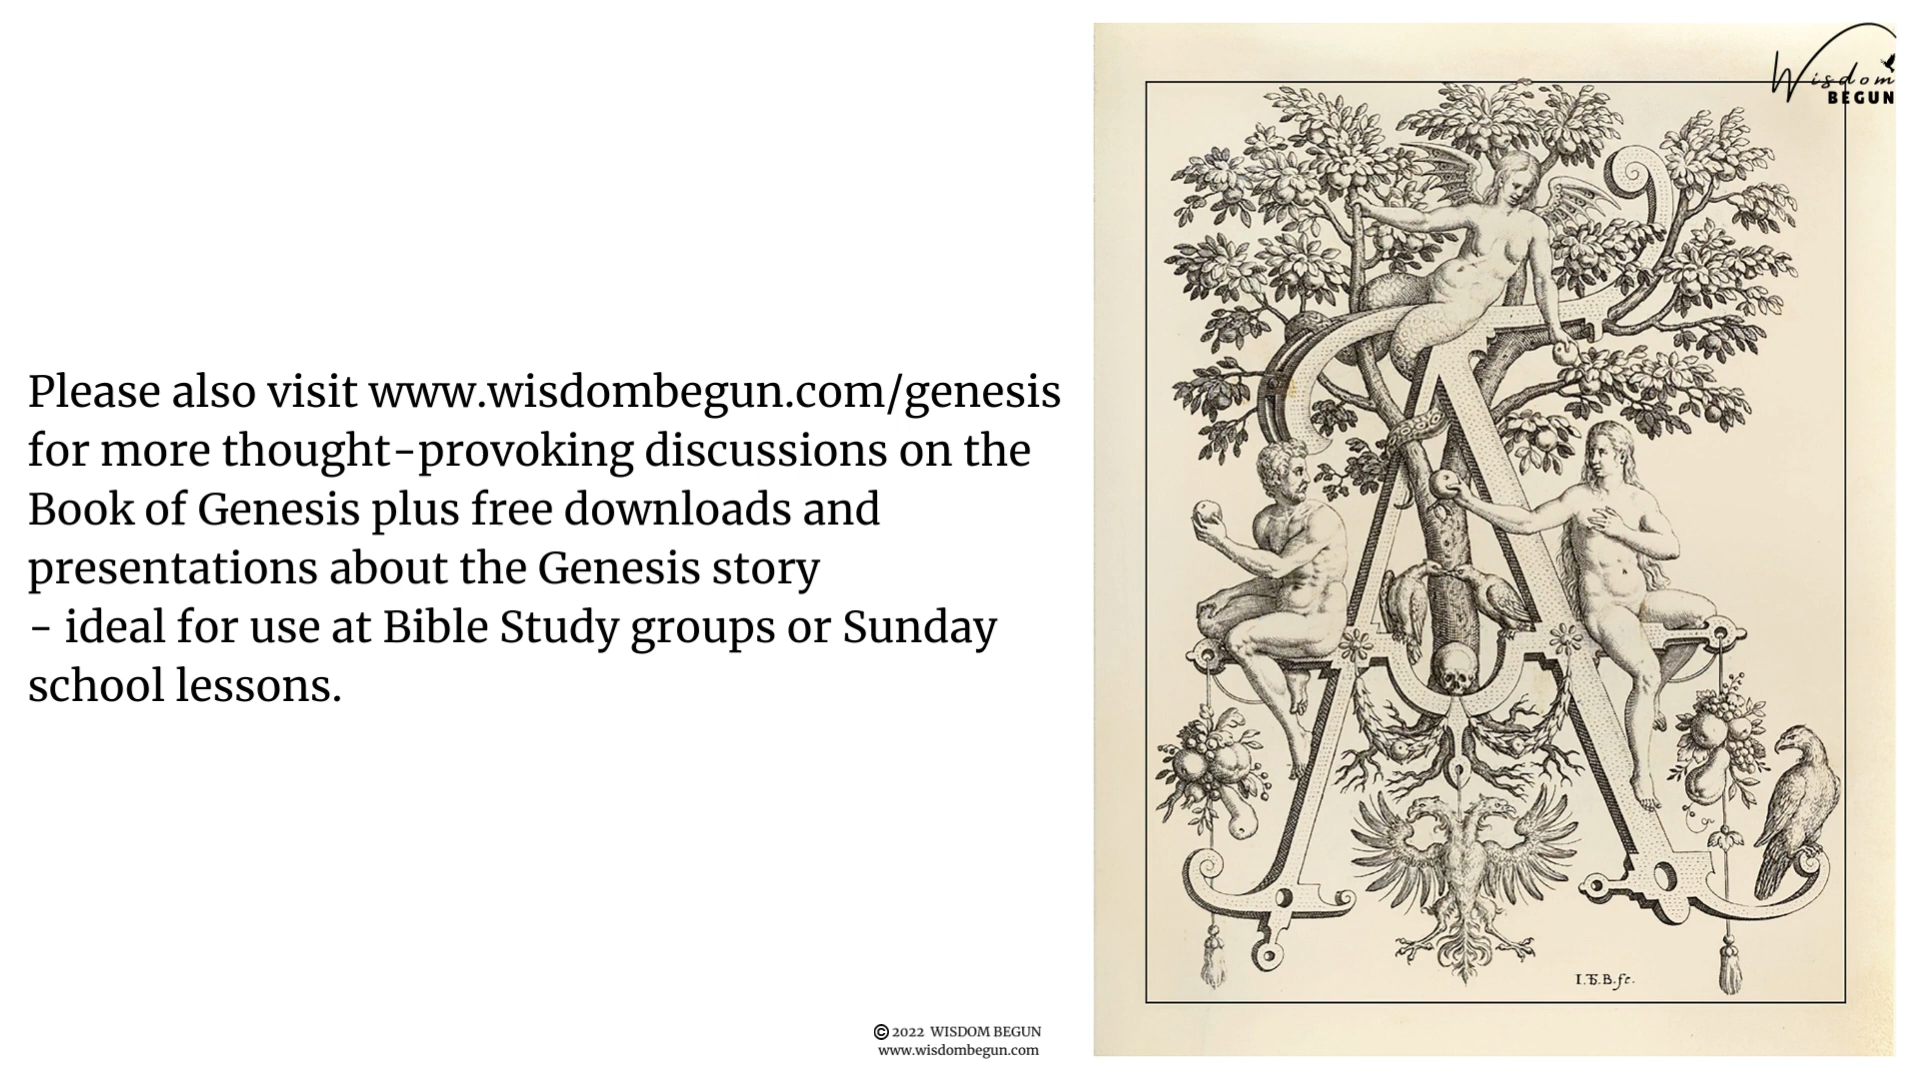 Please also visit www.wisdombegun.com/genesis
for more thought-provoking discussions on the
Book of Genesis plus free downloads and
presentations about the Genesis story
- ideal for use at Bible Study groups or Sunday
school lessons.
Wisdom
BEGUN
© 2022 WISDOM BEGUN
www.wisdombegun.com